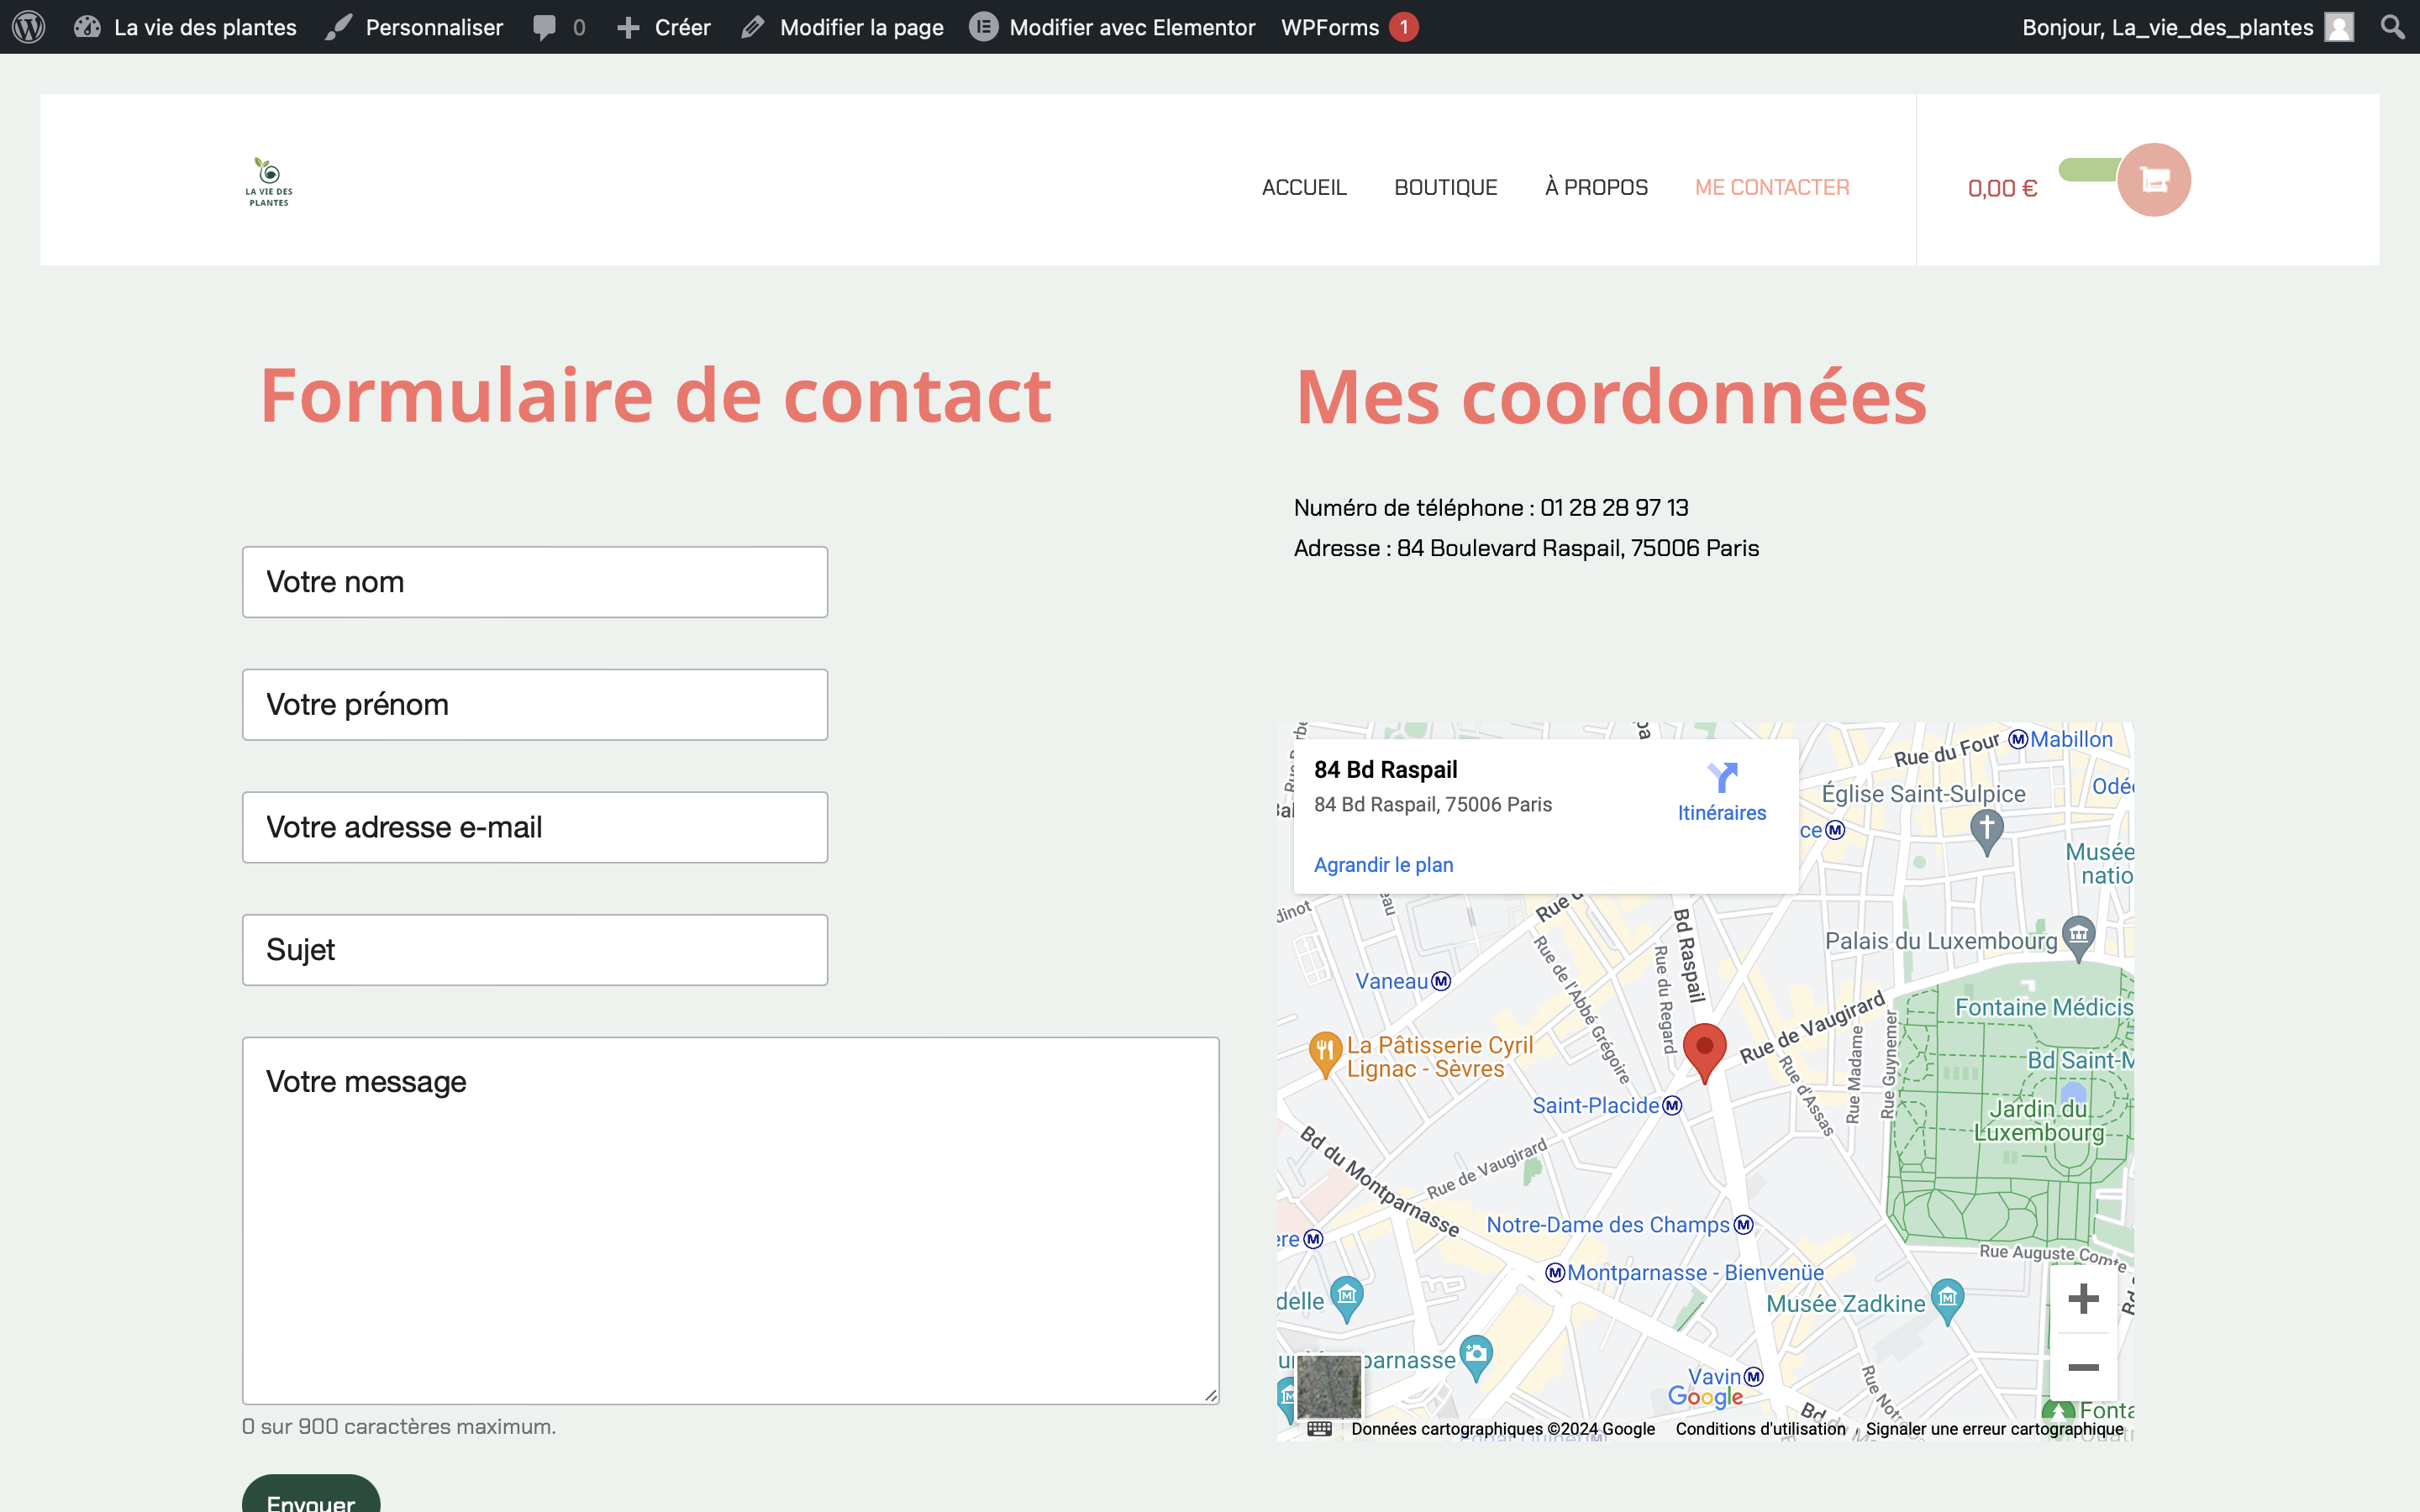 La vie des plantes Personnaliser 0 Créer Modifier la page Modifier avec Elementor WPForms 1 Bonjour, La_vie_des_plantes
LA VIE DES
PLANTES
ACCUEIL BOUTIQUE À PROPOS ME CONTACTER 0,00 €
Formulaire de contact
Votre nom
Votre prénom
Votre adresse e-mail
Sujet
Votre message
0 sur 900 caractères maximum.
Envoyer
Mes coordonnées
Numéro de téléphone : 01 28 28 97 13
Adresse : 84 Boulevard Raspail, 75006 Paris
84 Bd Raspail
84 Bd Raspail, 75006 Paris
Itinéraires
Agrandir le plan
Rue du Four
Mabillon
Église Saint-Sulpice
Musée
Palais du Luxembourg
Bd Raspail
Rue du Regard
Rue de l'Abbé Grégoire
Vaneau
Fontaine Médicis
La Pâtisserie Cyril
Lignac - Sèvres
Rue de Vaugirard
Rue Madame
Rue Guynemer
Rue d'Assas
Saint-Placide
Jardin du
Luxembourg
Bd du Montparnasse
Rue de Vaugirard
Notre-Dame des Champs
Rue Auguste Comte
Montparnasse - Bienvenüe
Musée Zadkine
Vavin
Google
Données cartographiques ©2024 Google Conditions d'utilisation Signaler une erreur cartographique